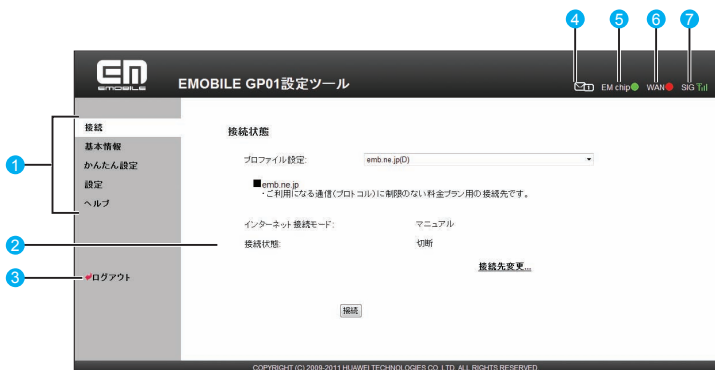 4 5 6 7
EM
EMOBILE
EMOBILE GP01設定ツール
1 EM chip WAN SIG
接続
基本情報
かんたん設定
設定
ヘルプ
1
2
3
ログアウト
接続状態
プロファイル設定: emb.ne.jp(D)
■emb.ne.jp
・ご利用になる通信(プロトコル)に制限のない料金プラン用の接続先です。
インターネット接続モード: マニュアル
接続状態: 切断
接続先変更...
接続
COPYRIGHT (C) 2009-2011 HUAWEI TECHNOLOGIES CO., LTD. ALL RIGHTS RESERVED.